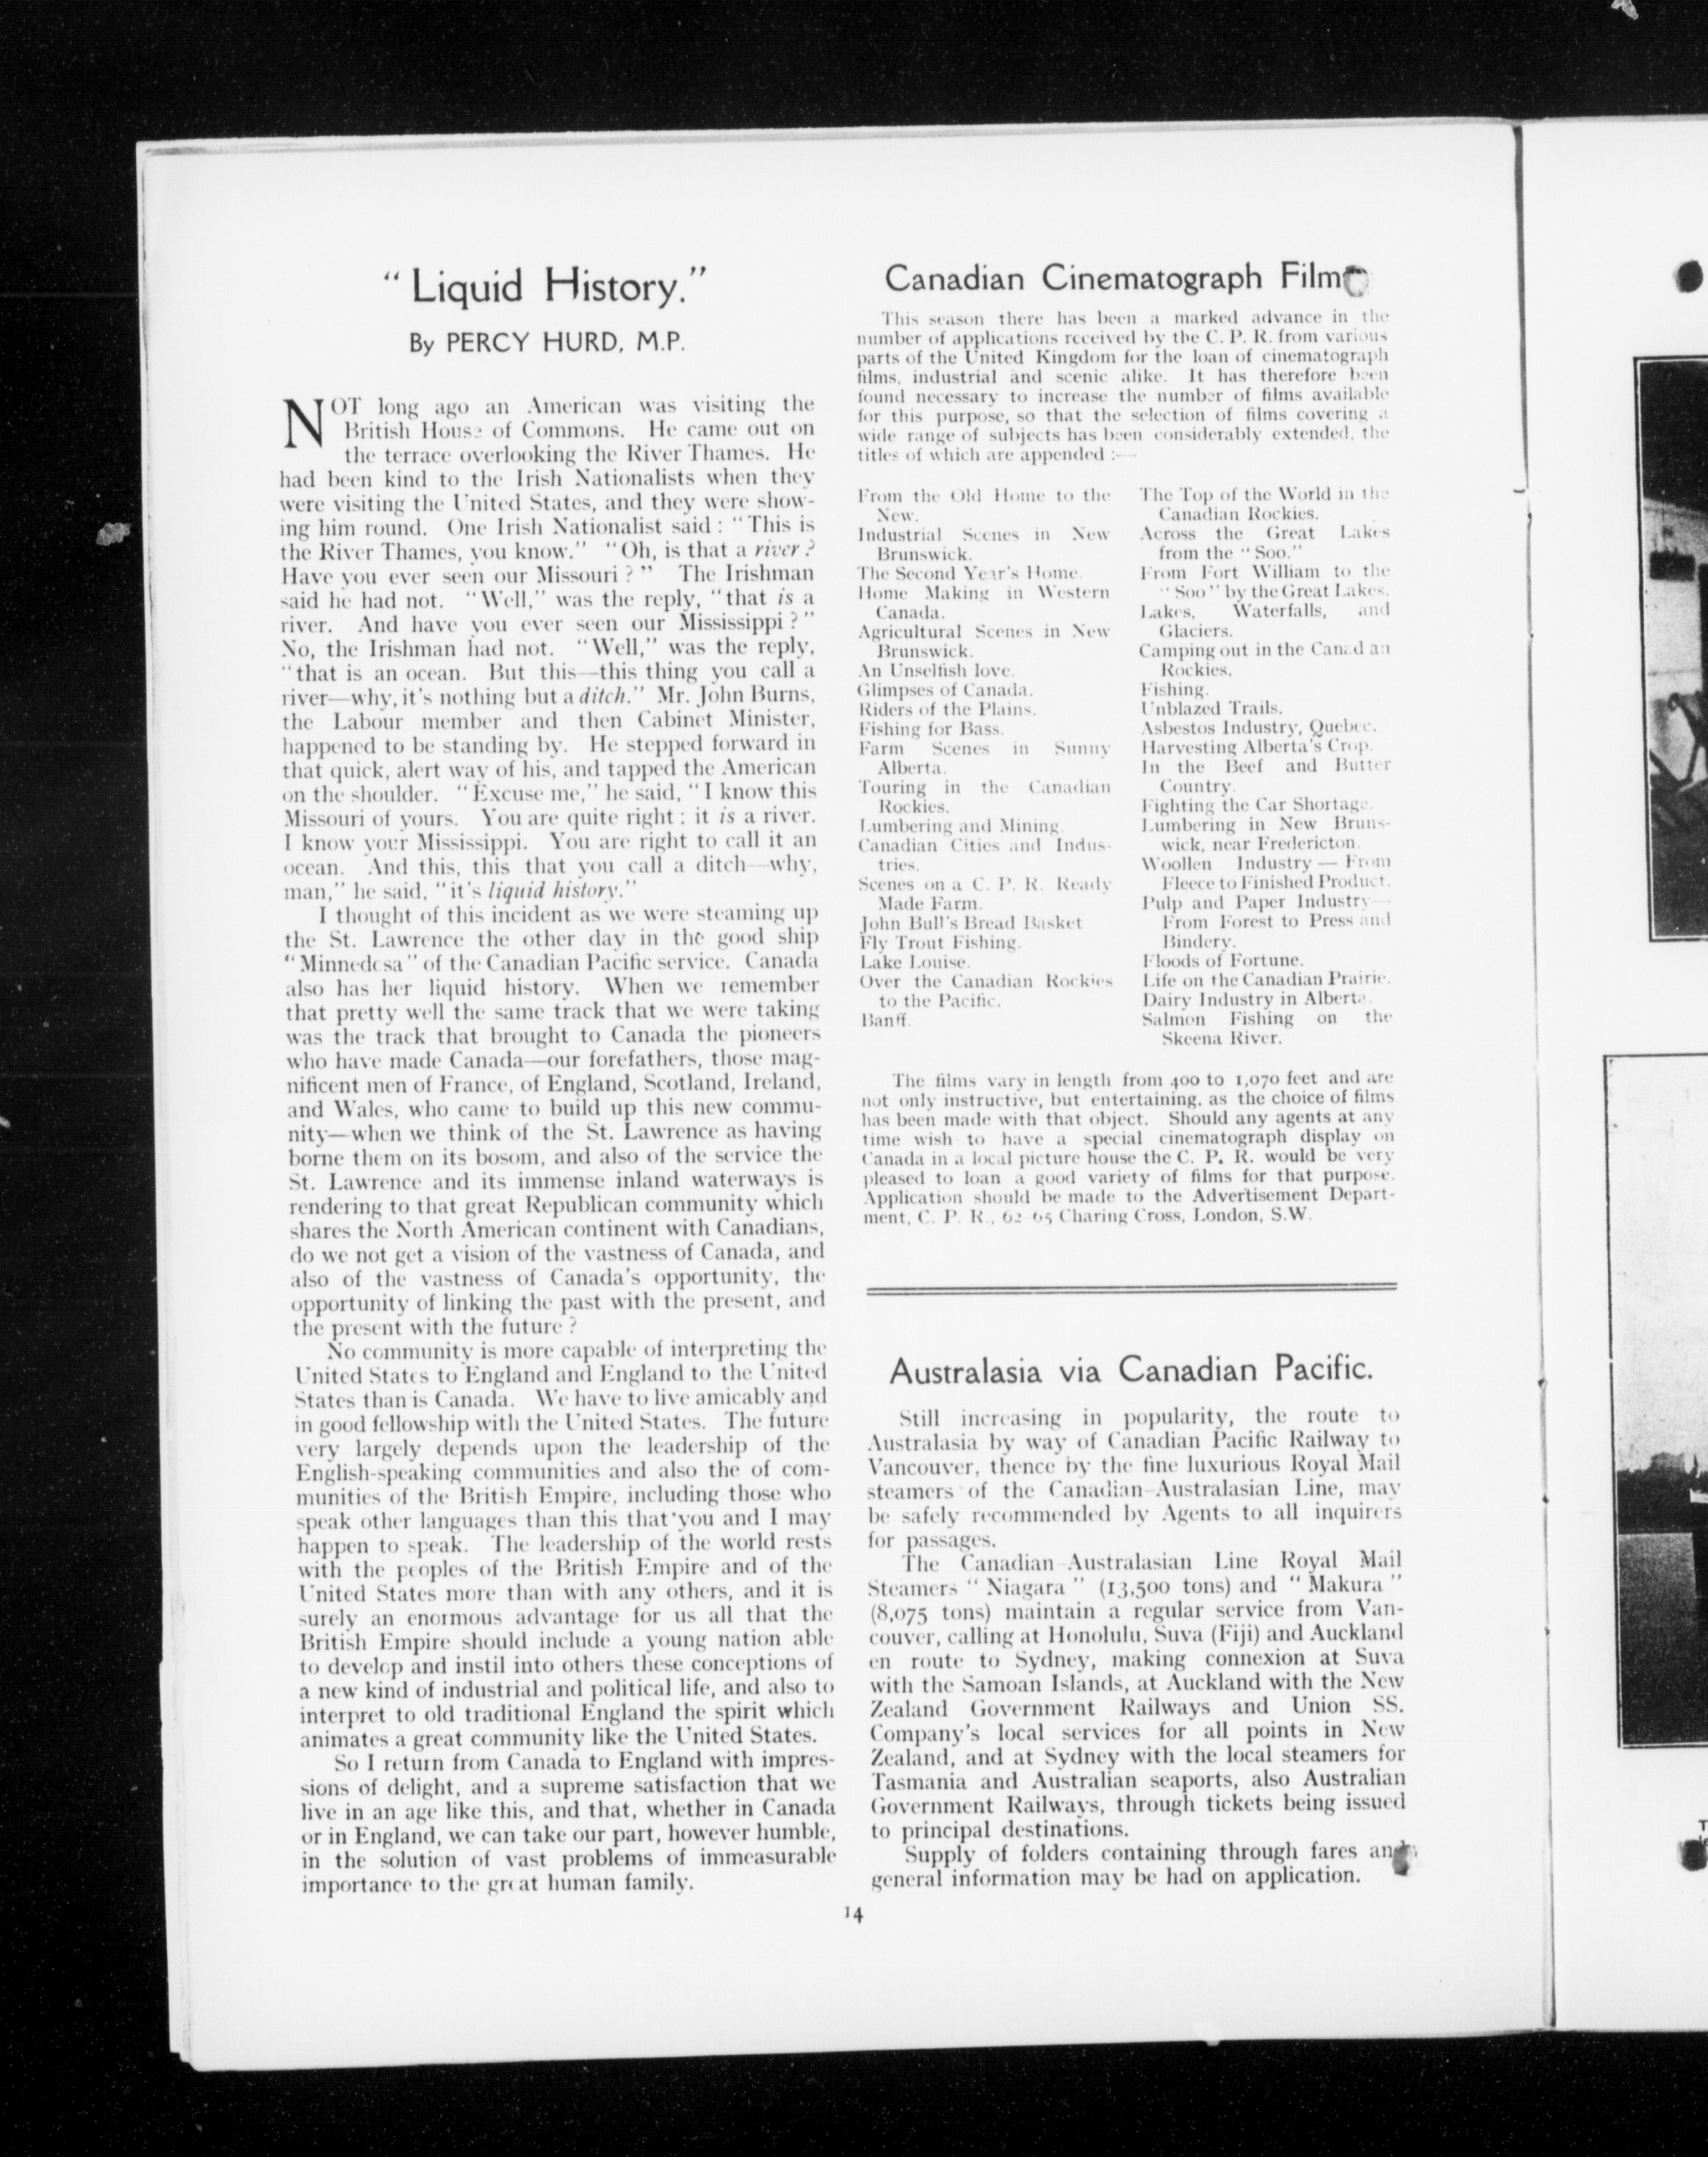 " Liquid History."
By PERCY HURD, M.P.
NOT long ago an American was visiting the
British House of Commons. He came out on
the terrace overlooking the River Thames. He
had been kind to the Irish Nationalists when they
were visiting the United States, and they were show-
ing him round. One Irish Nationalist said : "This is
the River Thames, you know." "Oh, is that a river ?
Have you ever seen our Missouri ? " The Irishman
said he had not. "Well," was the reply, "that is a
river. And have you ever seen our Mississippi ? "
No, the Irishman had not. "Well," was the reply,
"that is an ocean. But this—this thing you call a
river—why, it's nothing but a ditch." Mr. John Burns,
the Labour member and then Cabinet Minister,
happened to be standing by. He stepped forward in
that quick, alert way of his, and tapped the American
on the shoulder. "Excuse me," he said, "I know this
Missouri of yours. You are quite right : it is a river.
I know your Mississippi. You are right to call it an
ocean. And this, this that you call a ditch—why,
man," he said, "it's liquid history."
I thought of this incident as we were steaming up
the St. Lawrence the other day in the good ship
"Minnedosa" of the Canadian Pacific service. Canada
also has her liquid history. When we remember
that pretty well the same track that we were taking
was the track that brought to Canada the pioneers
who have made Canada—our forefathers, those mag-
nificent men of France, of England, Scotland, Ireland,
and Wales, who came to build up this new commu-
nity—when we think of the St. Lawrence as having
borne them on its bosom, and also of the service the
St. Lawrence and its immense inland waterways is
rendering to that great Republican community which
shares the North American continent with Canadians,
do we not get a vision of the vastness of Canada, and
also of the vastness of Canada's opportunity, the
opportunity of linking the past with the present, and
the present with the future ?
No community is more capable of interpreting the
United States to England and England to the United
States than is Canada. We have to live amicably and
in good fellowship with the United States. The future
very largely depends upon the leadership of the
English-speaking communities and also the of com-
munities of the British Empire, including those who
speak other languages than this that you and I may
happen to speak. The leadership of the world rests
with the peoples of the British Empire and of the
United States more than with any others, and it is
surely an enormous advantage for us all that the
British Empire should include a young nation able
to develop and instil into others these conceptions of
a new kind of industrial and political life, and also to
interpret to old traditional England the spirit which
animates a great community like the United States.
So I return from Canada to England with impres-
sions of delight, and a supreme satisfaction that we
live in an age like this, and that, whether in Canada
or in England, we can take our part, however humble,
in the solution of vast problems of immeasurable
importance to the great human family.
Canadian Cinematograph Films
This season there has been a marked advance in the
number of applications received by the C. P. R. from various
parts of the United Kingdom for the loan of cinematograph
films, industrial and scenic alike. It has therefore been
found necessary to increase the number of films available
for this purpose, so that the selection of films covering a
wide range of subjects has been considerably extended, the
titles of which are appended :—
From the Old Home to the
New.
Industrial Scenes in New
Brunswick.
The Second Year's Home.
Home Making in Western
Canada.
Agricultural Scenes in New
Brunswick.
An Unselfish love.
Glimpses of Canada.
Riders of the Plains.
Fishing for Bass.
Farm Scenes in Sunny
Alberta.
Touring in the Canadian
Rockies.
Lumbering and Mining.
Canadian Cities and Indus-
tries.
Scenes on a C. P. R. Ready
Made Farm.
John Bull's Bread Basket
Fly Trout Fishing.
Lake Louise.
Over the Canadian Rockies
to the Pacific.
Banff.
The Top of the World in the
Canadian Rockies.
Across the Great Lakes
from the "Soo."
From Fort William to the
"Soo" by the Great Lakes.
Lakes, Waterfalls, and
Glaciers.
Camping out in the Canad an
Rockies.
Fishing.
Unblazed Trails.
Asbestos Industry, Quebec.
Harvesting Alberta's Crop.
In the Beef and Butter
Country.
Fighting the Car Shortage.
Lumbering in New Bruns-
wick, near Fredericton.
Woollen Industry — From
Fleece to Finished Product.
Pulp and Paper Industry—
From Forest to Press and
Bindery.
Floods of Fortune.
Life on the Canadian Prairie.
Dairy Industry in Alberta.
Salmon Fishing on the
Skeena River.
The films vary in length from 400 to 1,070 feet and are
not only instructive, but entertaining, as the choice of films
has been made with that object. Should any agents at any
time wish to have a special cinematograph display on
Canada in a local picture house the C. P. R. would be very
pleased to loan a good variety of films for that purpose.
Application should be made to the Advertisement Depart-
ment, C. P. R., 62 65 Charing Cross, London, S.W.
Australasia via Canadian Pacific.
Still increasing in popularity, the route to
Australasia by way of Canadian Pacific Railway to
Vancouver, thence by the fine luxurious Royal Mail
steamers of the Canadian-Australasian Line, may
be safely recommended by Agents to all inquirers
for passages.
The Canadian-Australasian Line Royal Mail
Steamers "Niagara" (13,500 tons) and "Makura"
(8,075 tons) maintain a regular service from Van-
couver, calling at Honolulu, Suva (Fiji) and Auckland
en route to Sydney, making connexion at Suva
with the Samoan Islands, at Auckland with the New
Zealand Government Railways and Union SS.
Company's local services for all points in New
Zealand, and at Sydney with the local steamers for
Tasmania and Australian seaports, also Australian
Government Railways, through tickets being issued
to principal destinations.
Supply of folders containing through fares and
general information may be had on application.
14